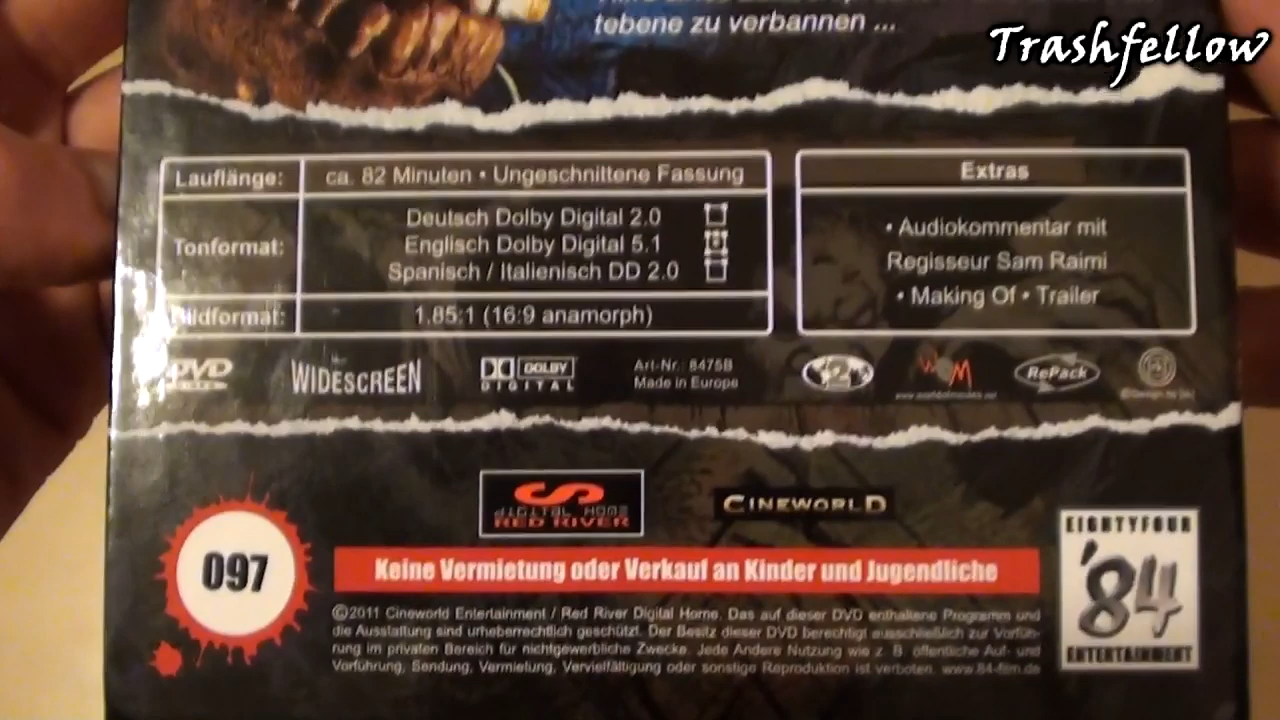 Trashfellow
tebene zu verbannen ...
Lauflänge:
ca. 82 Minuten • Ungeschnittene Fassung
Tonformat:
Deutsch Dolby Digital 2.0
Englisch Dolby Digital 5.1
Spanisch / Italienisch DD 2.0
Bildformat:
1.85:1 (16:9 anamorph)
Extras
• Audiokommentar mit
Regisseur Sam Raimi
• Making Of • Trailer
DVD
WIDESCREEN
DOLBY
DIGITAL
Art-Nr.: 8475B
Made in Europe
2
WOM
RePack
097
DIGITAL HOME
RED RIVER
CINEWORLD
Keine Vermietung oder Verkauf an Kinder und Jugendliche
©2011 Cineworld Entertainment / Red River Digital Home. Das auf dieser DVD enthaltene Programm und
die Ausstattung sind urheberrechtlich geschützt. Der Besitz dieser DVD berechtigt ausschließlich zur Vorfüh-
rung im privaten Bereich für nichtgewerbliche Zwecke. Jede Andere Nutzung wie z. B. öffentliche Auf- und
Vorführung, Sendung, Vermietung, Vervielfältigung oder sonstige Reproduktion ist verboten. www.84-film.de
EIGHTYFOUR
'84
ENTERTAINMENT